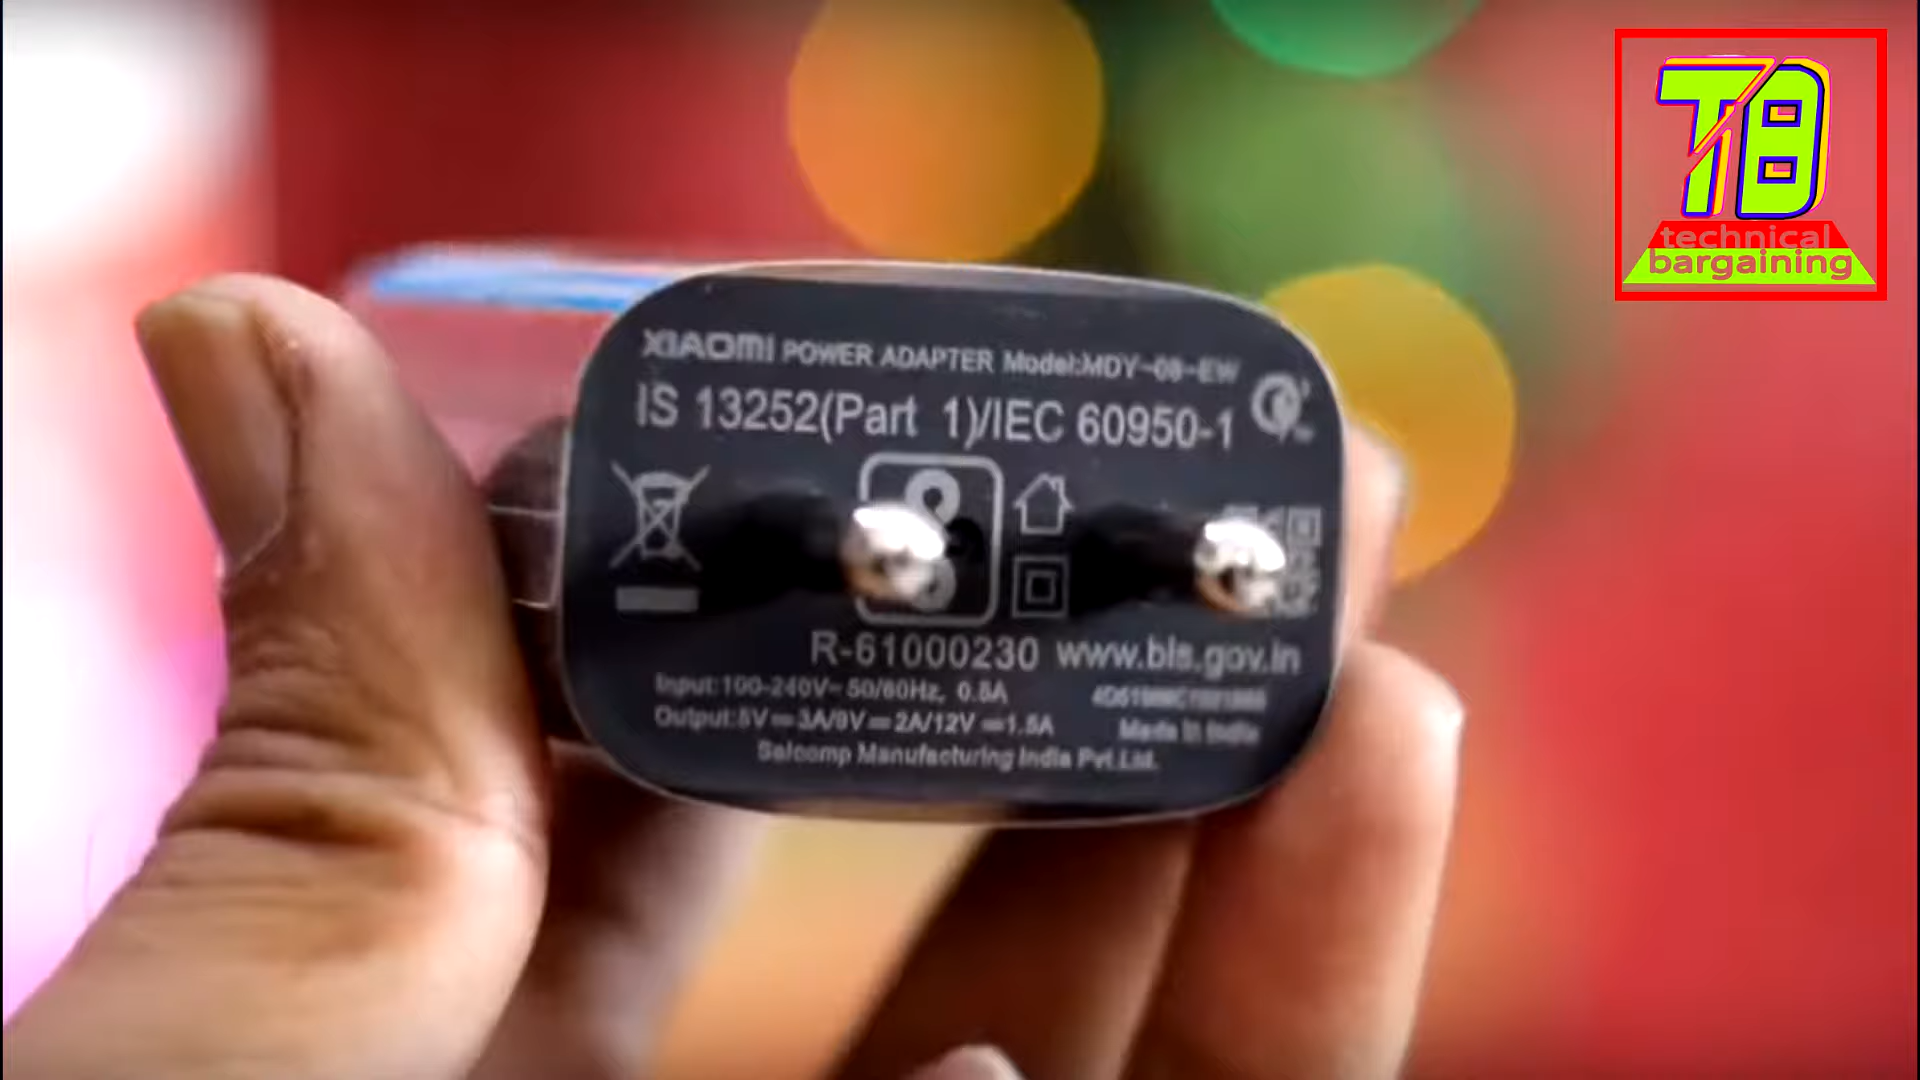 XIAOMI POWER ADAPTER Model:MDY-08-EW
IS 13252(Part 1)/IEC 60950-1
R-61000230 www.bis.gov.in
Input:100-240V~ 50/60Hz, 0.5A
Output:5V⎓3A/9V⎓2A/12V⎓1.5A
Made in India
Salcomp Manufacturing India Pvt.Ltd.
TB
technical
bargaining